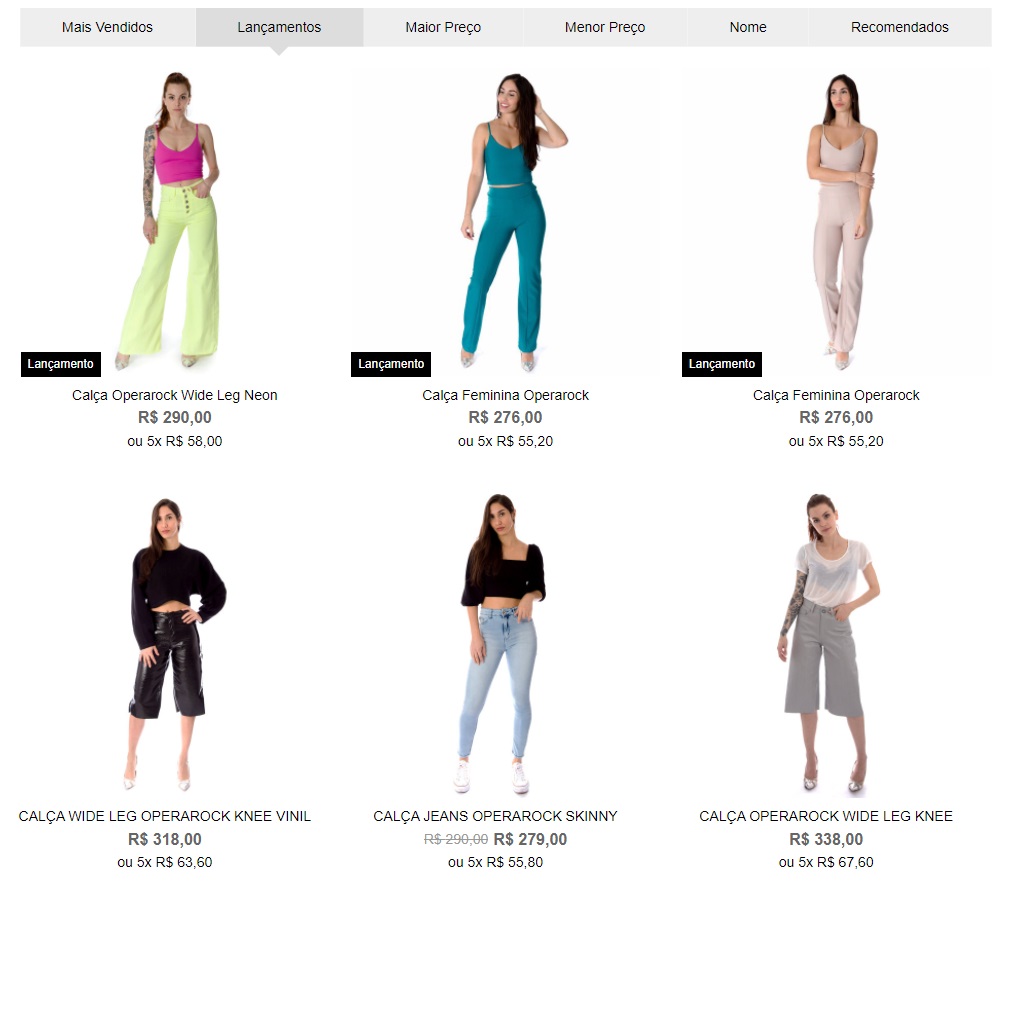 Mais Vendidos
Lançamentos
Maior Preço
Menor Preço
Nome
Recomendados
Lançamento
Lançamento
Lançamento
Calça Operarock Wide Leg Neon
R$ 290,00
ou 5x R$ 58,00
Calça Feminina Operarock
R$ 276,00
ou 5x R$ 55,20
Calça Feminina Operarock
R$ 276,00
ou 5x R$ 55,20
CALÇA WIDE LEG OPERAROCK KNEE VINIL
R$ 318,00
ou 5x R$ 63,60
CALÇA JEANS OPERAROCK SKINNY
R$ 290,00 R$ 279,00
ou 5x R$ 55,80
CALÇA OPERAROCK WIDE LEG KNEE
R$ 338,00
ou 5x R$ 67,60